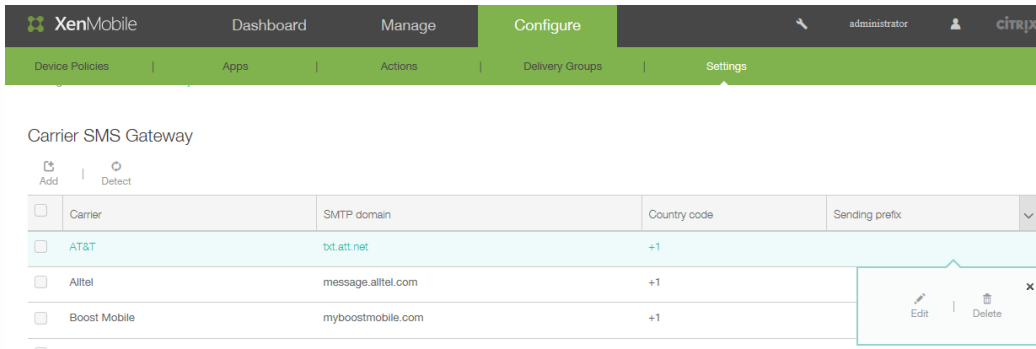 XenMobile Dashboard Manage Configure administrator CITRIX
Device Policies | Apps | Actions | Delivery Groups | Settings
Carrier SMS Gateway
Add | Detect
Carrier SMTP domain Country code Sending prefix
AT&T txt.att.net +1
Alltel message.alltel.com +1
Boost Mobile myboostmobile.com +1
Edit | Delete